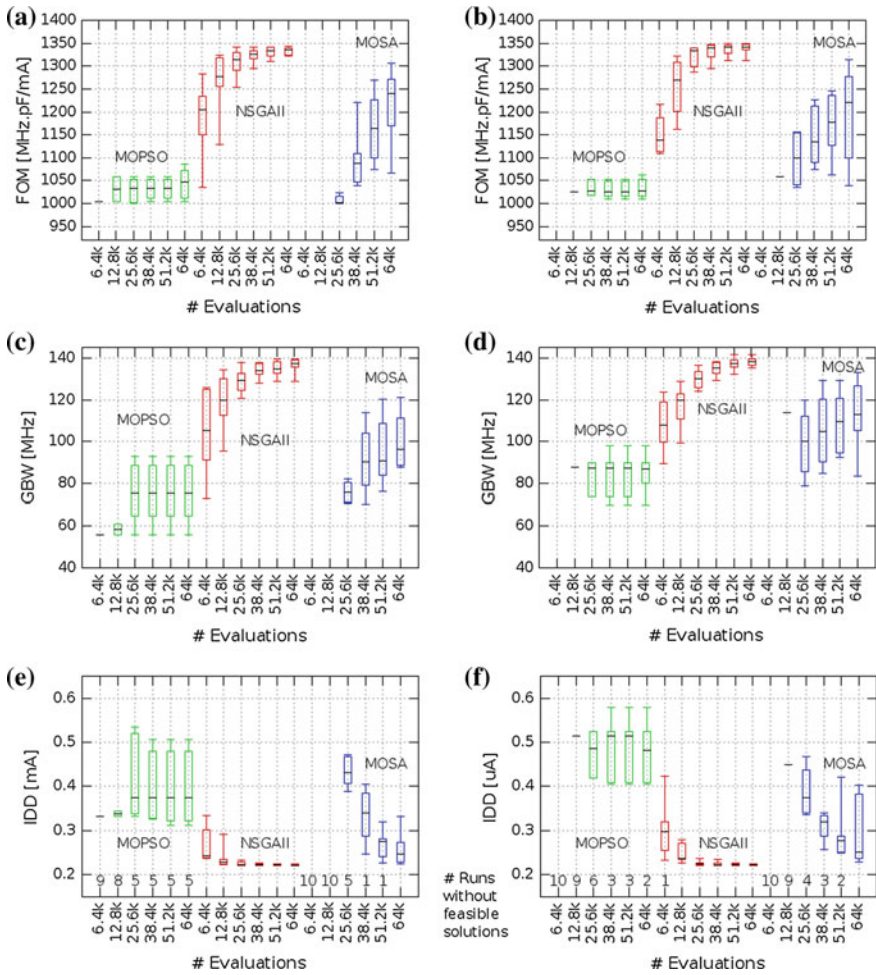 (a)
1400
1350
1300
1250
1200
1150
1100
1050
1000
950
FOM [MHz.pF/mA]
MOPSO
NSGAII
MOSA
6.4k 12.8k 25.6k 38.4k 51.2k 64k 6.4k 12.8k 25.6k 38.4k 51.2k 64k 6.4k 12.8k 25.6k 38.4k 51.2k 64k
# Evaluations
(b)
1400
1350
1300
1250
1200
1150
1100
1050
1000
950
FOM [MHz.pF/mA]
MOPSO
NSGAII
MOSA
6.4k 12.8k 25.6k 38.4k 51.2k 64k 6.4k 12.8k 25.6k 38.4k 51.2k 64k 6.4k 12.8k 25.6k 38.4k 51.2k 64k
# Evaluations
(c)
140
120
100
80
60
40
GBW [MHz]
MOPSO
NSGAII
MOSA
6.4k 12.8k 25.6k 38.4k 51.2k 64k 6.4k 12.8k 25.6k 38.4k 51.2k 64k 6.4k 12.8k 25.6k 38.4k 51.2k 64k
# Evaluations
(d)
140
120
100
80
60
40
GBW [MHz]
MOPSO
NSGAII
MOSA
6.4k 12.8k 25.6k 38.4k 51.2k 64k 6.4k 12.8k 25.6k 38.4k 51.2k 64k 6.4k 12.8k 25.6k 38.4k 51.2k 64k
# Evaluations
(e)
0.6
0.5
0.4
0.3
0.2
IDD [mA]
MOPSO
NSGAII
MOSA
9 8 5 5 5 5 10 10 5 1 1
6.4k 12.8k 25.6k 38.4k 51.2k 64k 6.4k 12.8k 25.6k 38.4k 51.2k 64k 6.4k 12.8k 25.6k 38.4k 51.2k 64k
# Evaluations
(f)
0.6
0.5
0.4
0.3
0.2
IDD [uA]
MOPSO
NSGAII
MOSA
# Runs
without
feasible
solutions
10 9 6 3 3 2 1 10 9 4 3 2
6.4k 12.8k 25.6k 38.4k 51.2k 64k 6.4k 12.8k 25.6k 38.4k 51.2k 64k 6.4k 12.8k 25.6k 38.4k 51.2k 64k
# Evaluations